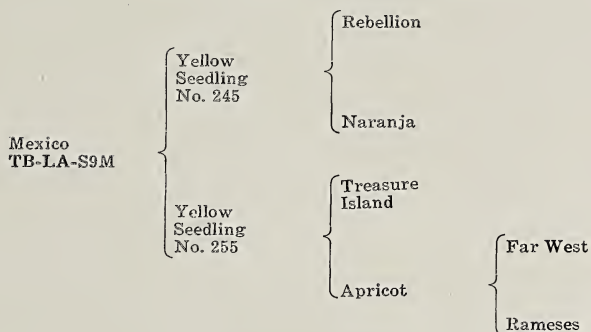 Mexico
TB-LA-S9M
Yellow
Seedling
No. 245
Rebellion
Naranja
Yellow
Seedling
No. 255
Treasure
Island
Apricot
Far West
Rameses